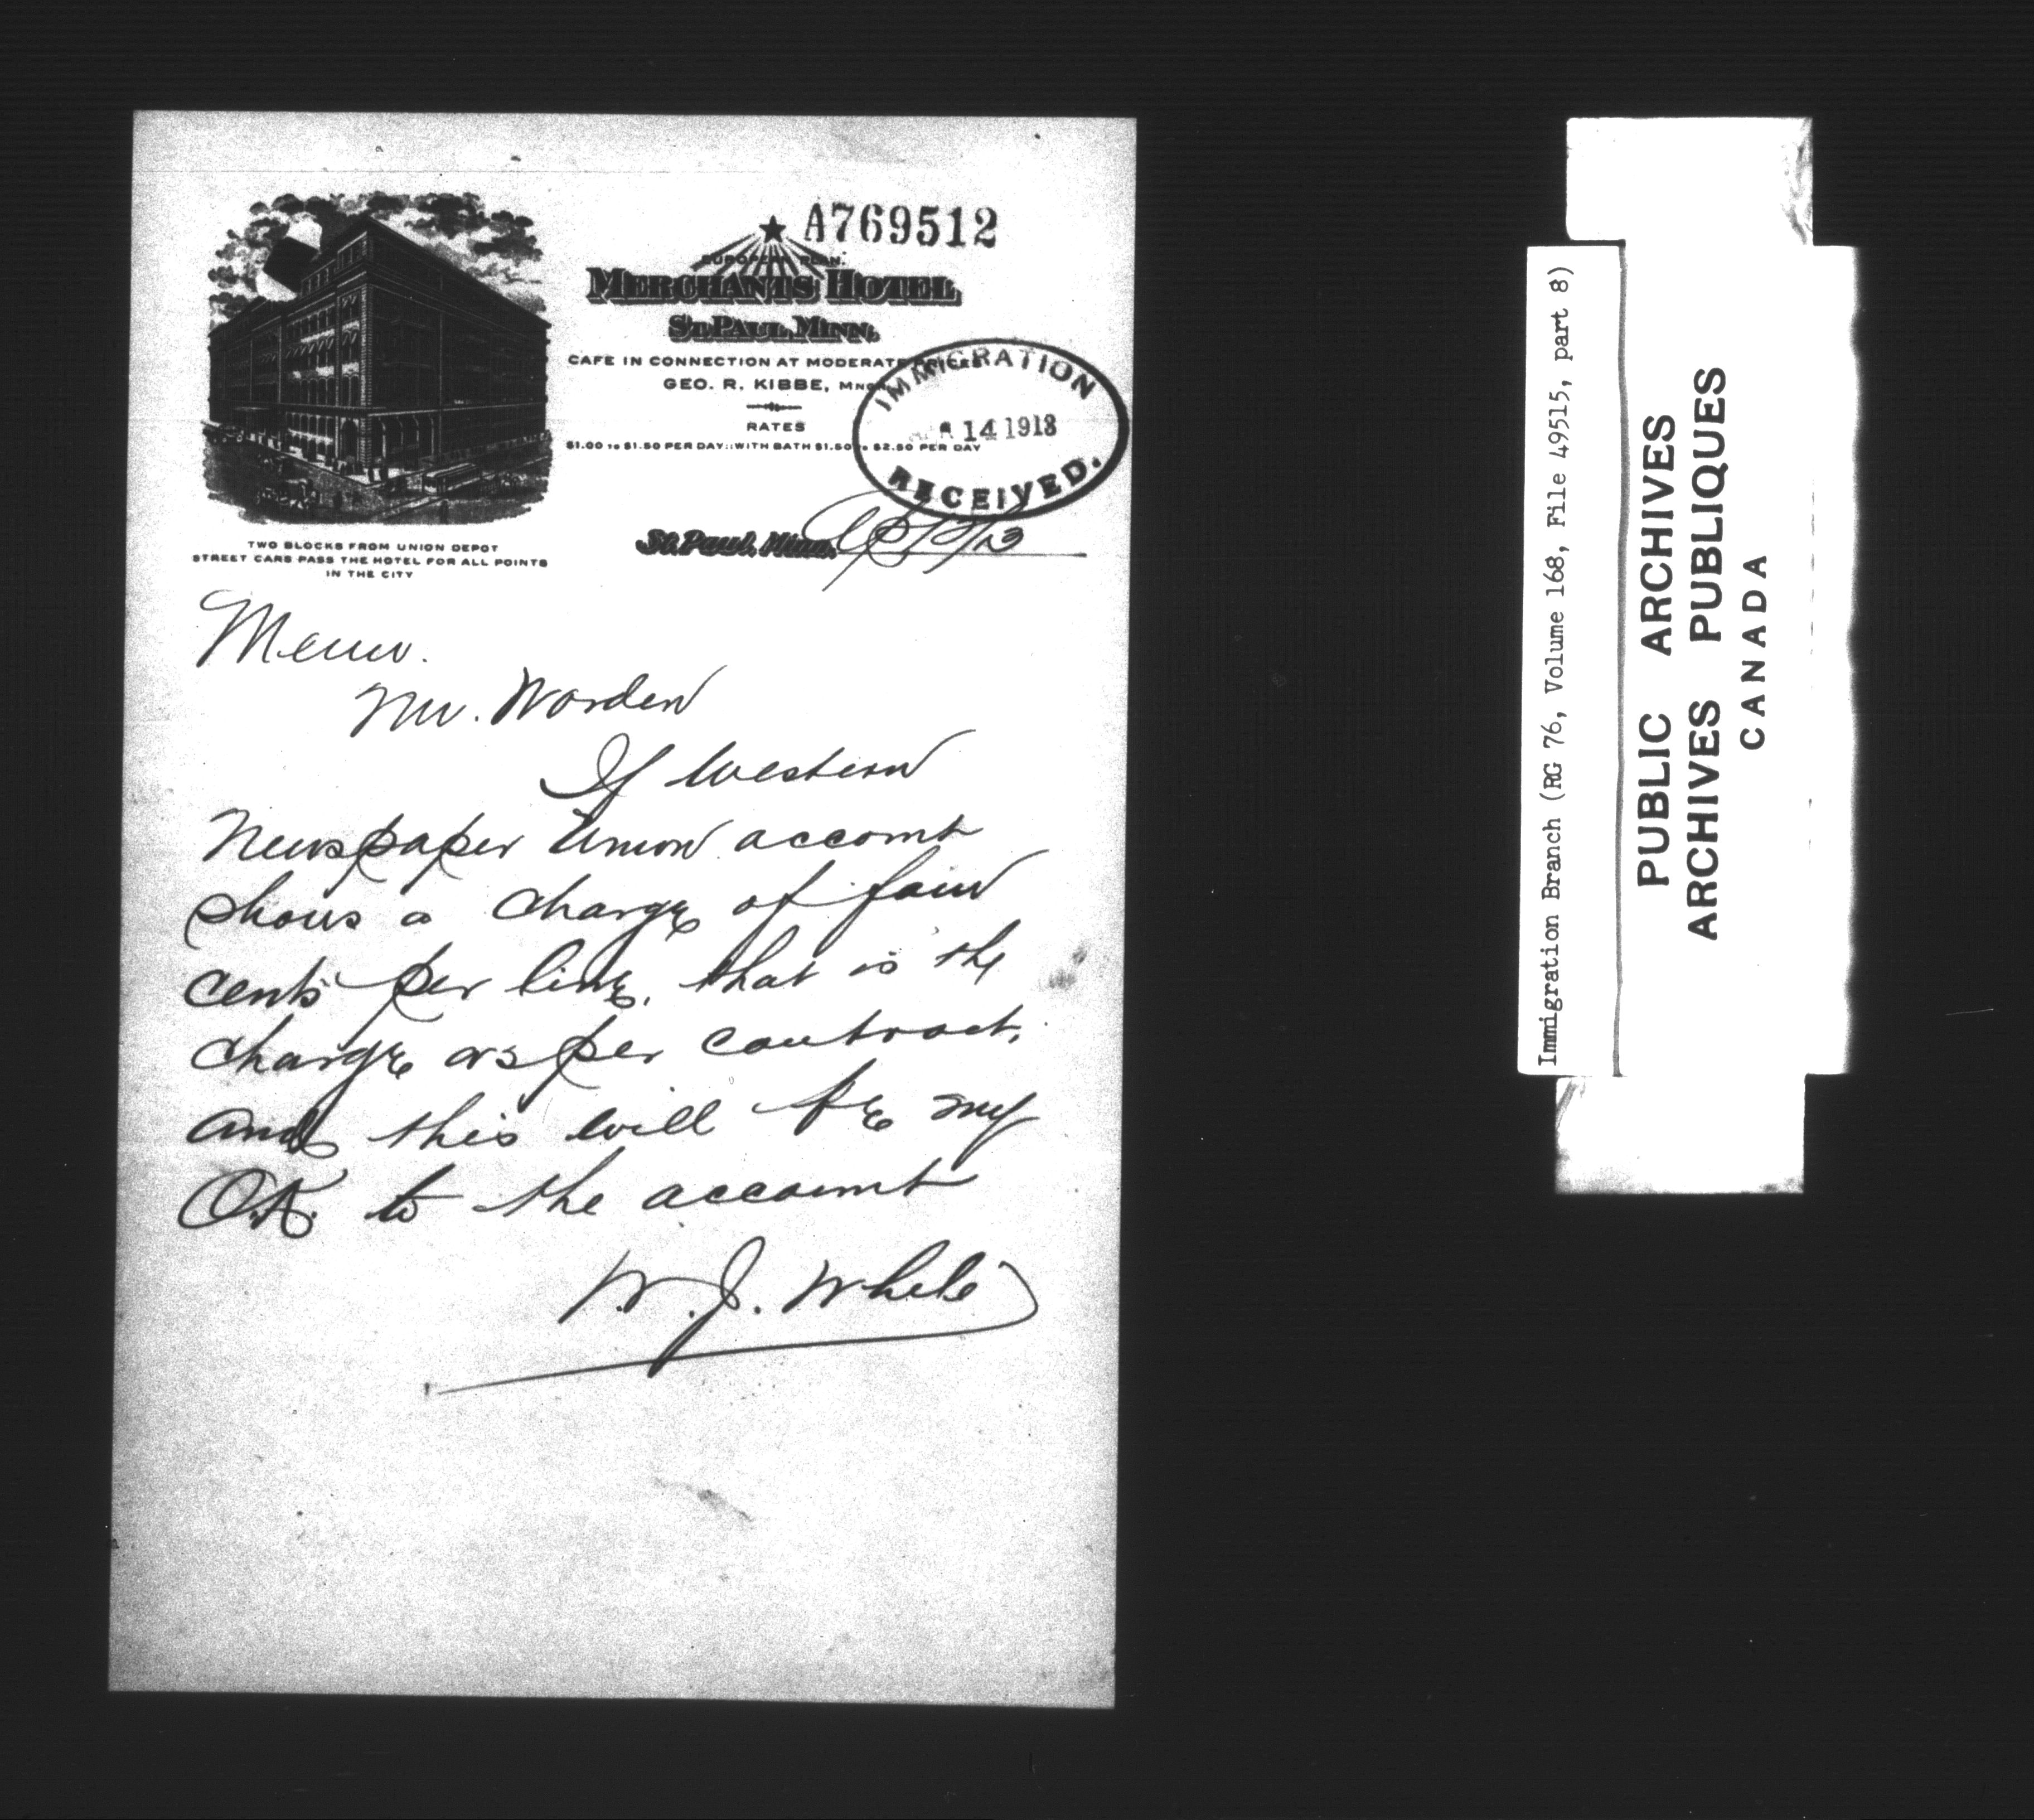 A769512
EUROPEAN PLAN.
MERCHANTS HOTEL
ST. PAUL, MINN.
CAFE IN CONNECTION AT MODERATE PRICES
GEO. R. KIBBE, MNGR
RATES
$1.00 TO $1.50 PER DAY::WITH BATH $1.50 TO $2.50 PER DAY
IMMIGRATION
14 1913
RECEIVED.
TWO BLOCKS FROM UNION DEPOT
STREET CARS PASS THE HOTEL FOR ALL POINTS
IN THE CITY
St. Paul, Minn.
Memo.
Mr. Worden
If Western
Newspaper Union account
shows a charge of four
cents per line, that is the
charge as per contract,
and this will be my
O.K. to the account
W. J. White
Immigration Branch (RG 76, Volume 168, File 49515, part 8)
PUBLIC ARCHIVES
ARCHIVES PUBLIQUES
CANADA